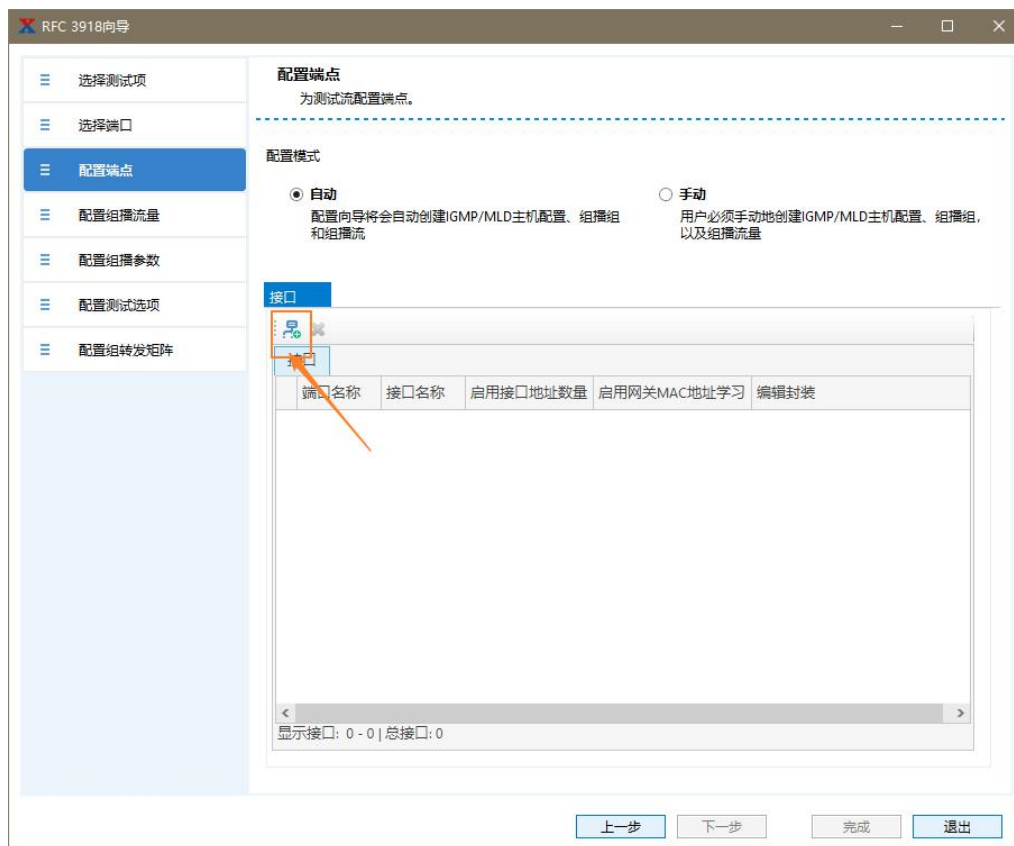 RFC 3918向导
选择测试项
选择端口
配置端点
配置组播流量
配置组播参数
配置测试选项
配置组转发矩阵
配置端点
为测试流配置端点。
配置模式
自动
配置向导将会自动创建IGMP/MLD主机配置、组播组
和组播流
手动
用户必须手动地创建IGMP/MLD主机配置、组播组,
以及组播流量
接口
接口
端口名称 接口名称 启用接口地址数量 启用网关MAC地址学习 编辑封装
显示接口: 0 - 0 | 总接口: 0
上一步 下一步 完成 退出